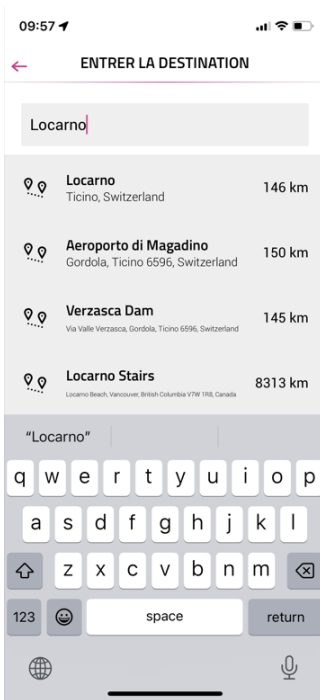 09:57
ENTRER LA DESTINATION
Locarno
Locarno
Ticino, Switzerland
146 km
Aeroporto di Magadino
Gordola, Ticino 6596, Switzerland
150 km
Verzasca Dam
Via Valle Verzasca, Gordola, Ticino 6596, Switzerland
145 km
Locarno Stairs
Locarno Beach, Vancouver, British Columbia V7W 1R8, Canada
8313 km
“Locarno”
q w e r t y u i o p
a s d f g h j k l
z x c v b n m
123 space return